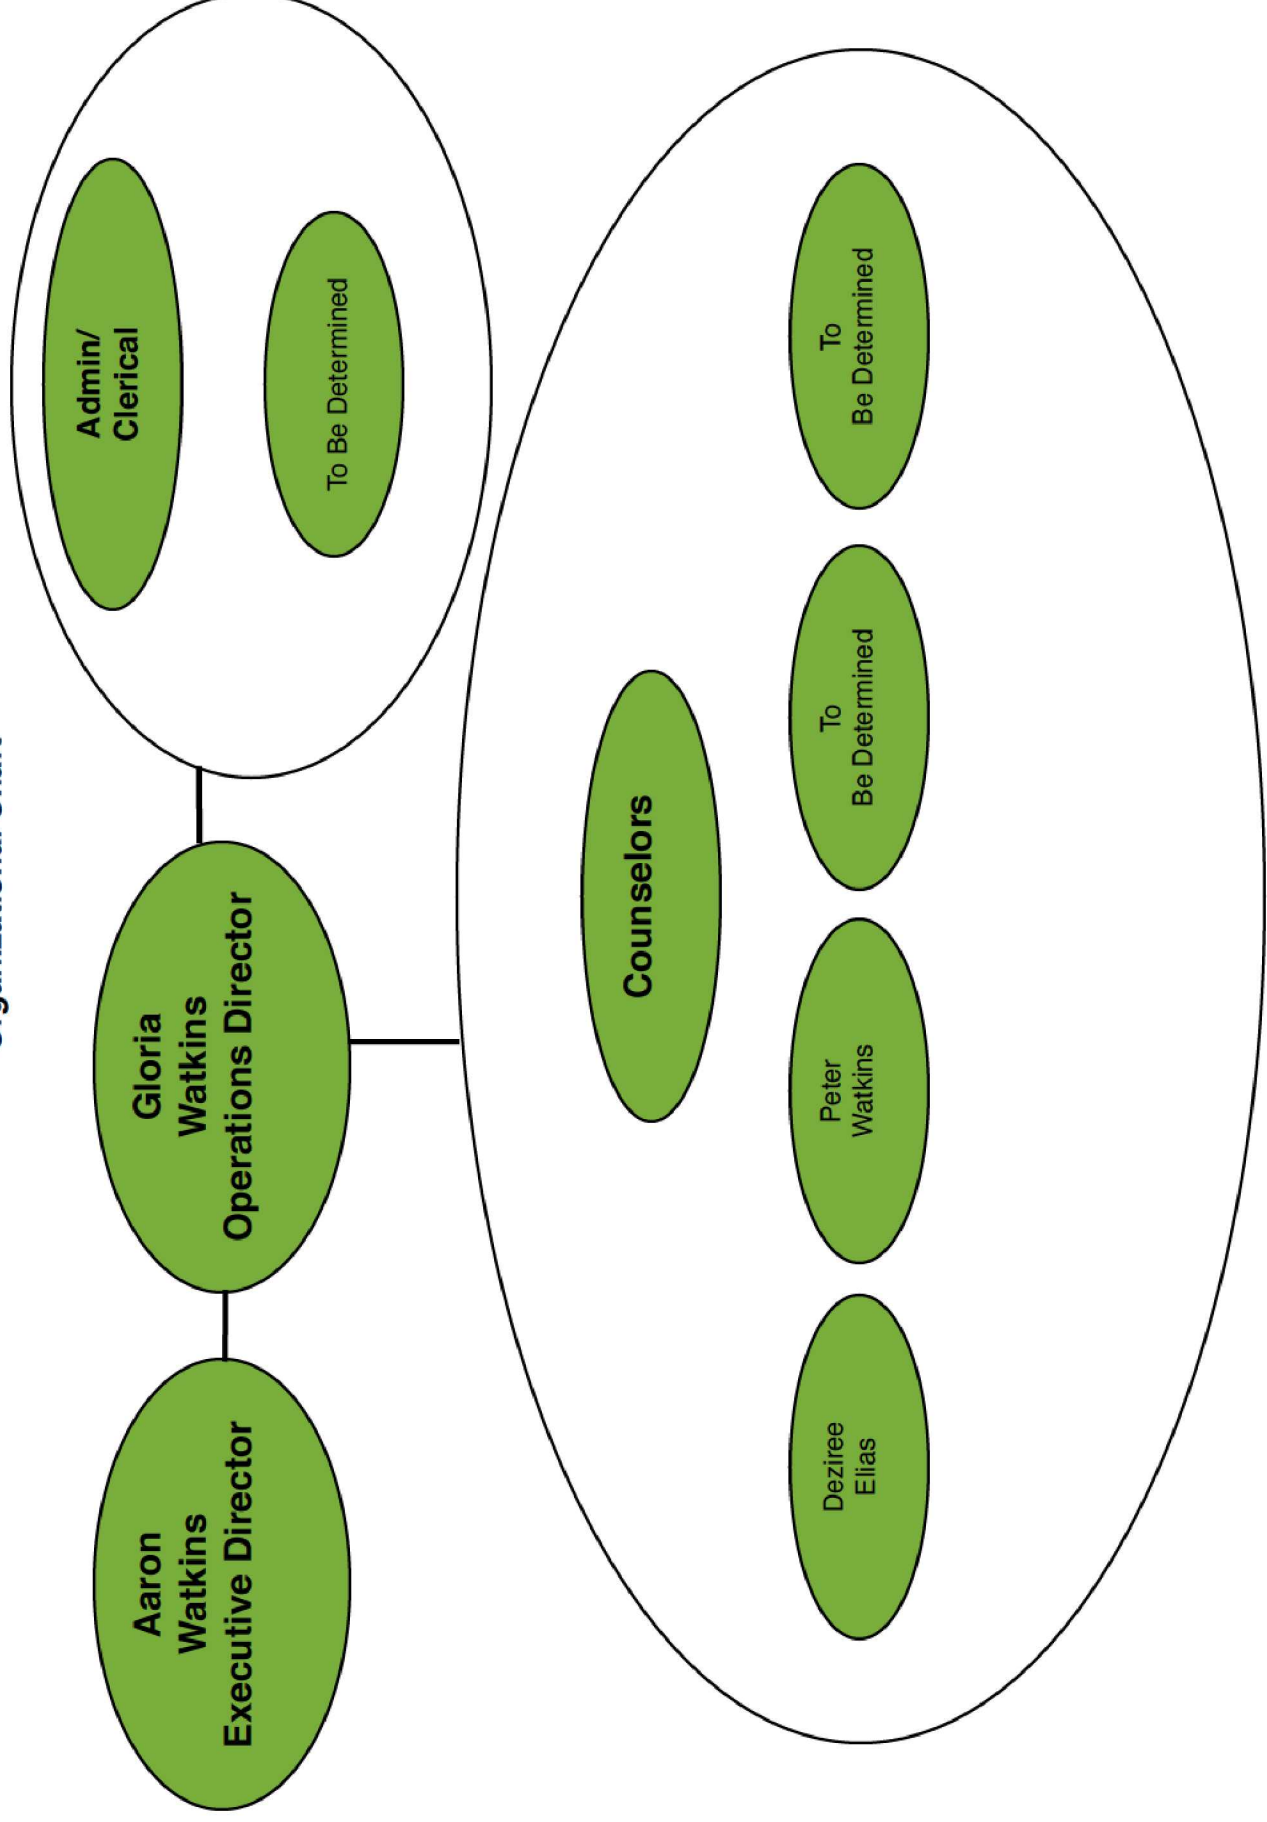 Aaron
Watkins
Executive Director
Gloria
Watkins
Operations Director
Admin/
Clerical
To Be Determined
Counselors
Deziree
Elias
Peter
Watkins
To
Be Determined
To
Be Determined